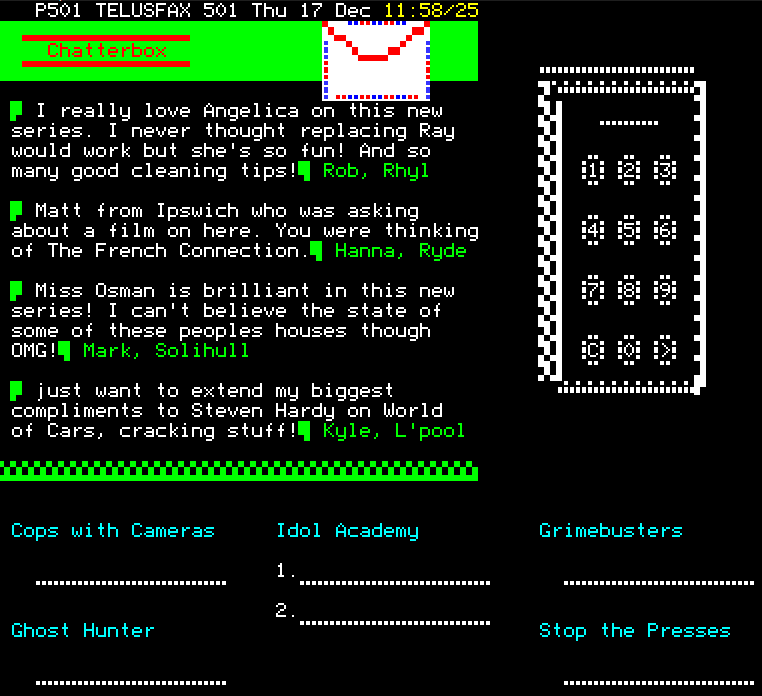 P501 TELUSFAX 501 Thu 17 Dec 11:58/25
Chatterbox
I really love Angelica on this new
series. I never thought replacing Ray
would work but she's so fun! And so
many good cleaning tips! Rob, Rhyl
Matt from Ipswich who was asking
about a film on here. You were thinking
of The French Connection. Hanna, Ryde
Miss Osman is brilliant in this new
series! I can't believe the state of
some of these peoples houses though
OMG! Mark, Solihull
just want to extend my biggest
compliments to Steven Hardy on World
of Cars, cracking stuff! Kyle, L'pool
1 2 3
4 5 6
7 8 9
C 0 >
Cops with Cameras
Idol Academy
1.
2.
Grimebusters
Ghost Hunter
Stop the Presses